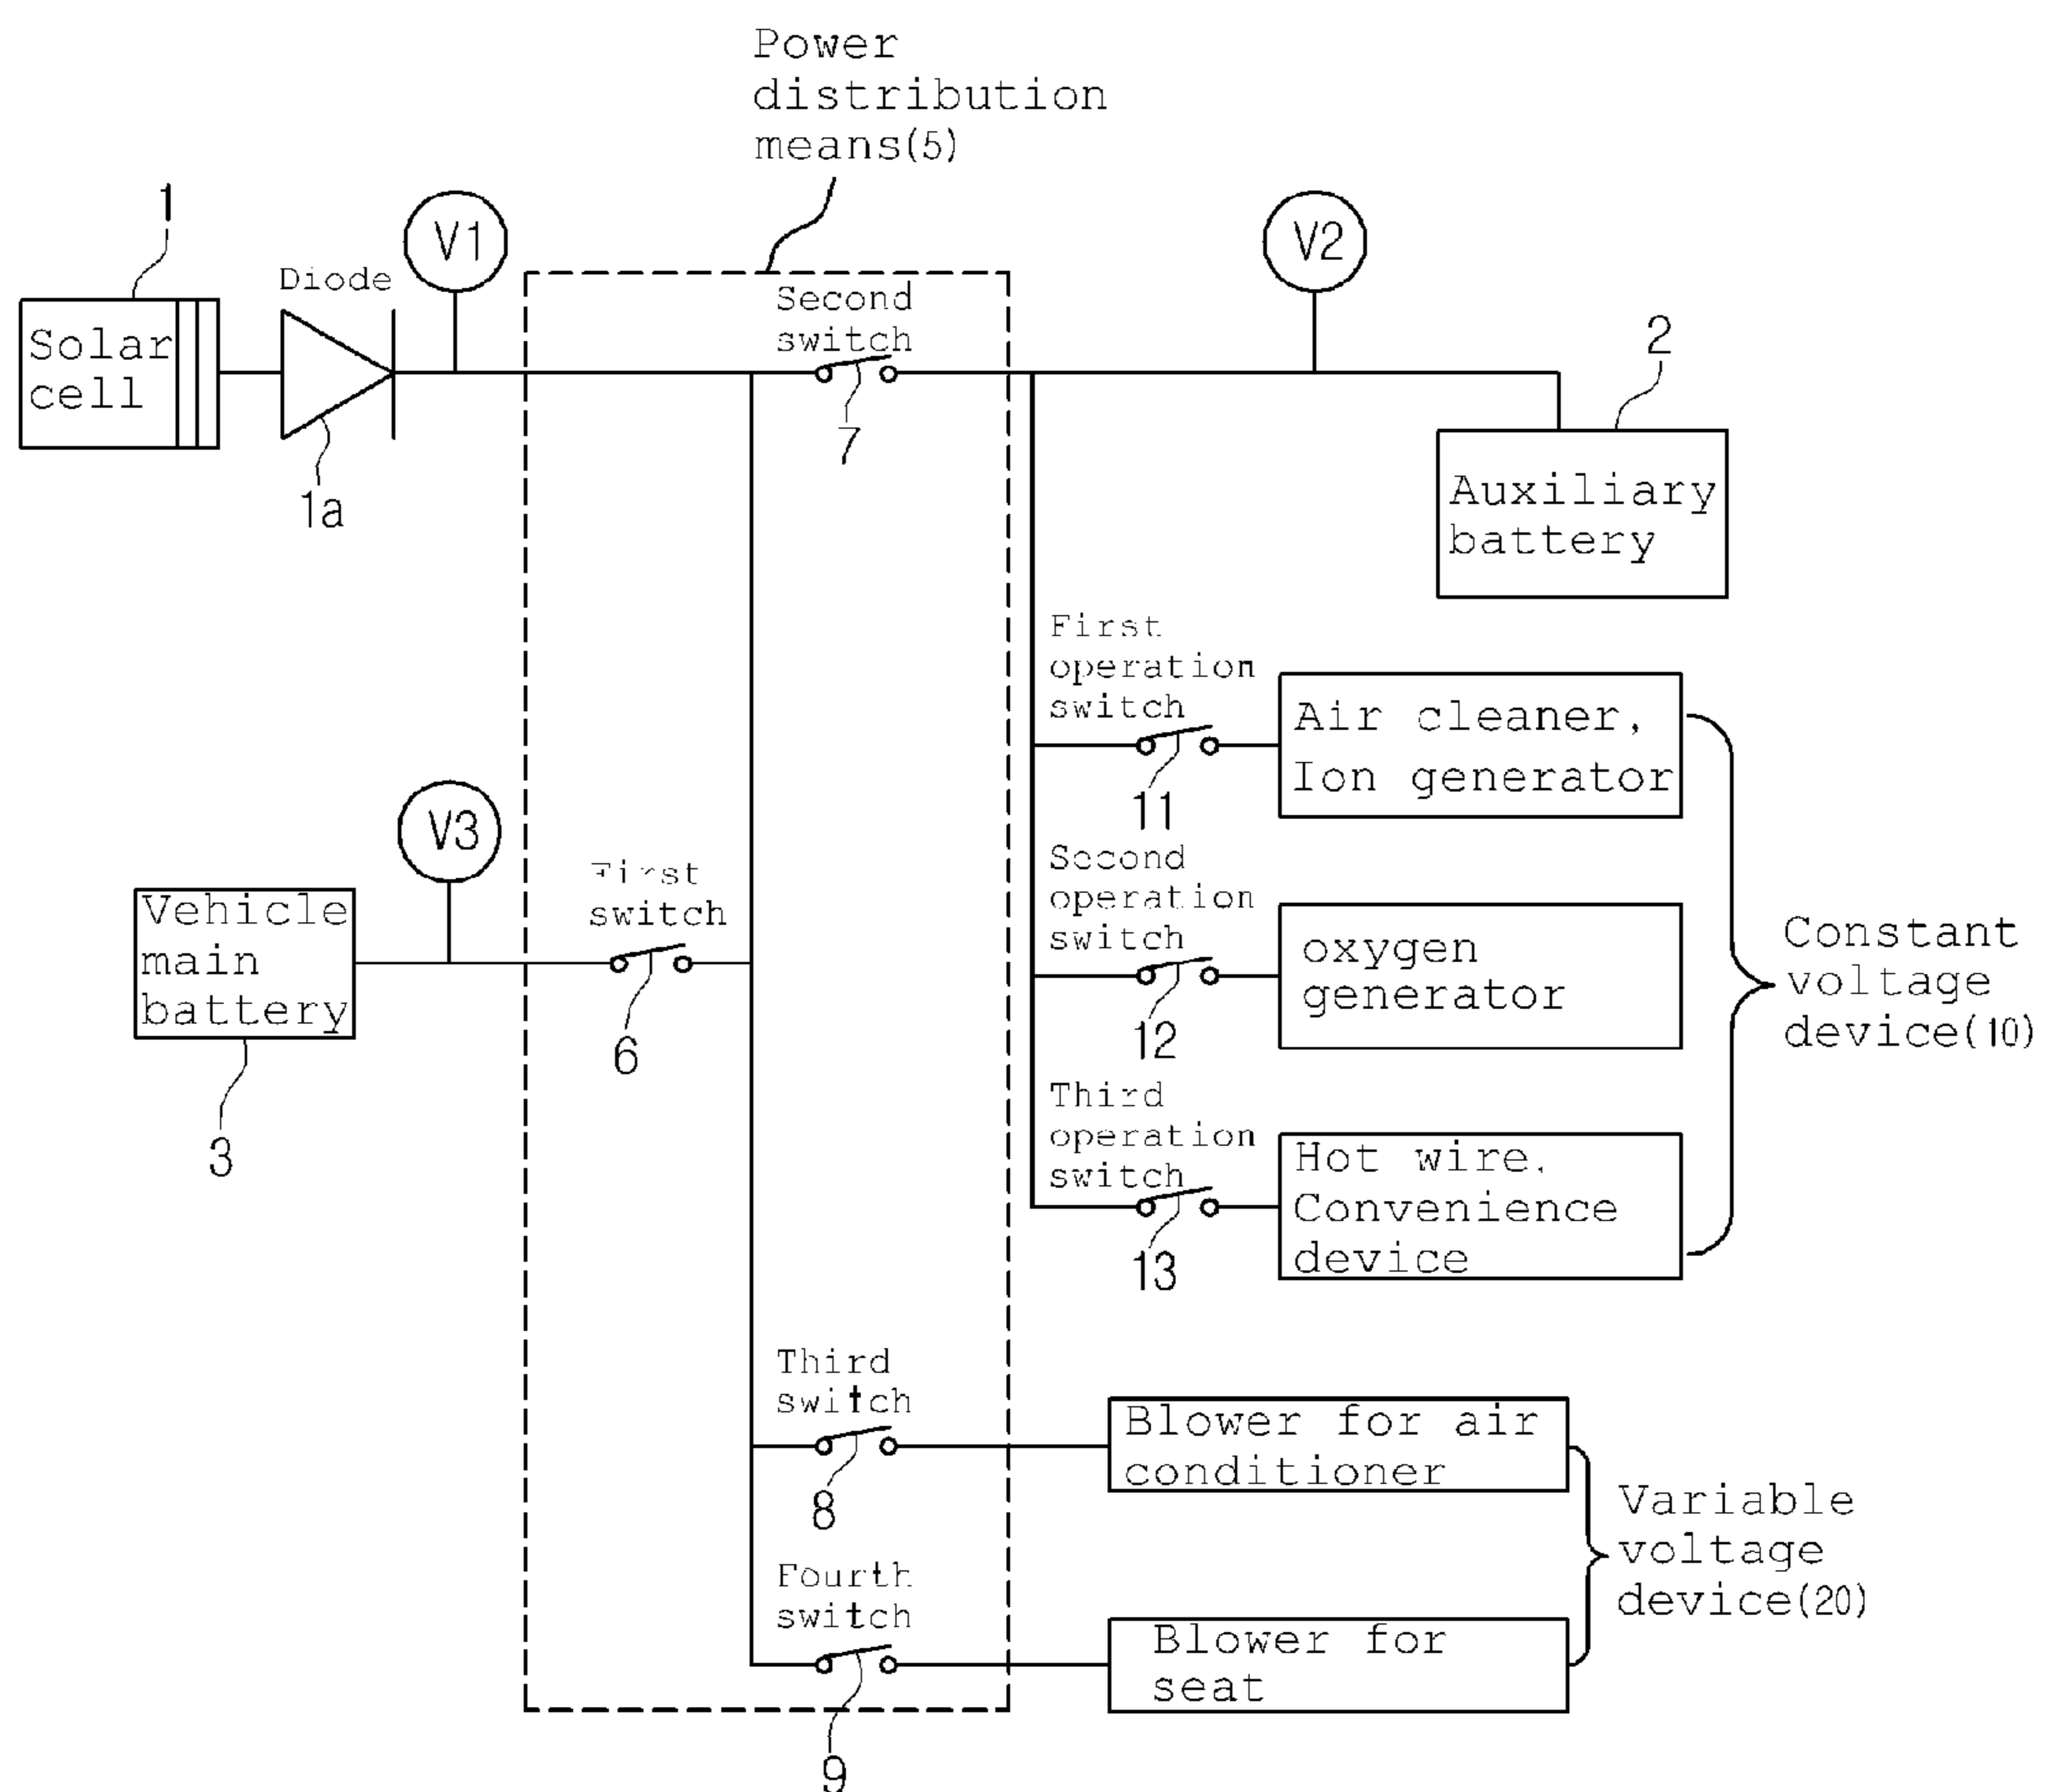 Power
distribution
means(5)
1
V1
V2
Diode
Second
switch
Solar
cell
2
7
1a
Auxiliary
battery
First
operation
switch
Air cleaner,
Ion generator
11
V3
Second
operation
switch
First
switch
Vehicle
main
battery
oxygen
generator
Constant
voltage
device(10)
6
12
3
Third
operation
switch
Hot wire,
Convenience
device
13
Third
switch
Blower for air
conditioner
8
Variable
voltage
device(20)
Fourth
switch
Blower for
seat
9